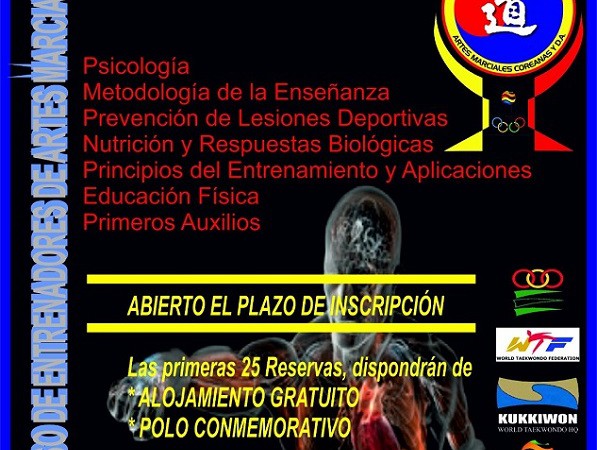 道
ARTES MARCIALES COREANAS Y D.A.
Psicología
Metodología de la Enseñanza
Prevención de Lesiones Deportivas
Nutrición y Respuestas Biológicas
Principios del Entrenamiento y Aplicaciones
Educación Física
Primeros Auxilios
DE ENTRENADORES DE ARTES
ABIERTO EL PLAZO DE INSCRIPCIÓN
Las primeras 25 Reservas, dispondrán de
* ALOJAMIENTO GRATUITO
* POLO CONMEMORATIVO
WTF
WORLD TAEKWONDO FEDERATION
KUKKIWON
WORLD TAEKWONDO HQ